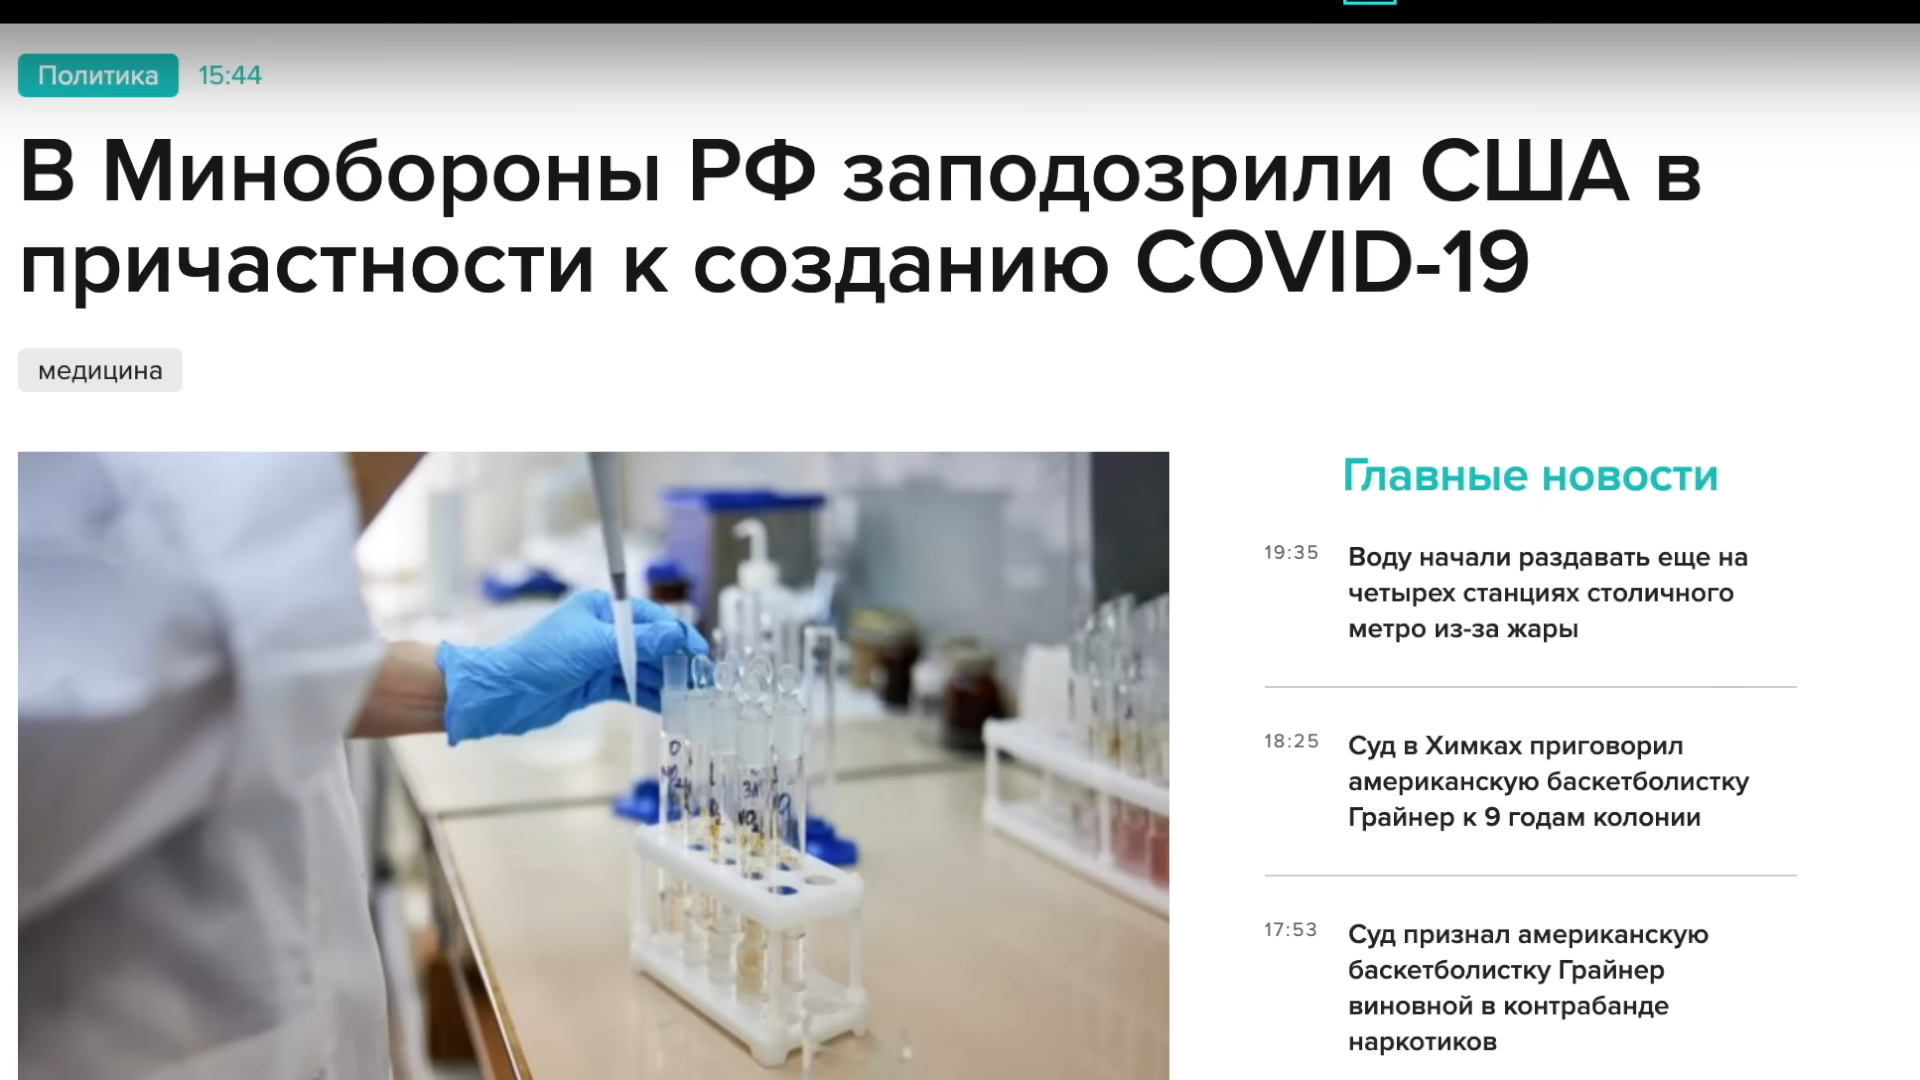 Политика 15:44
В Минобороны РФ заподозрили США в
причастности к созданию COVID-19
медицина
Главные новости
19:35 Воду начали раздавать еще на
четырех станциях столичного
метро из-за жары
18:25 Суд в Химках приговорил
американскую баскетболистку
Грайнер к 9 годам колонии
17:53 Суд признал американскую
баскетболистку Грайнер
виновной в контрабанде
наркотиков